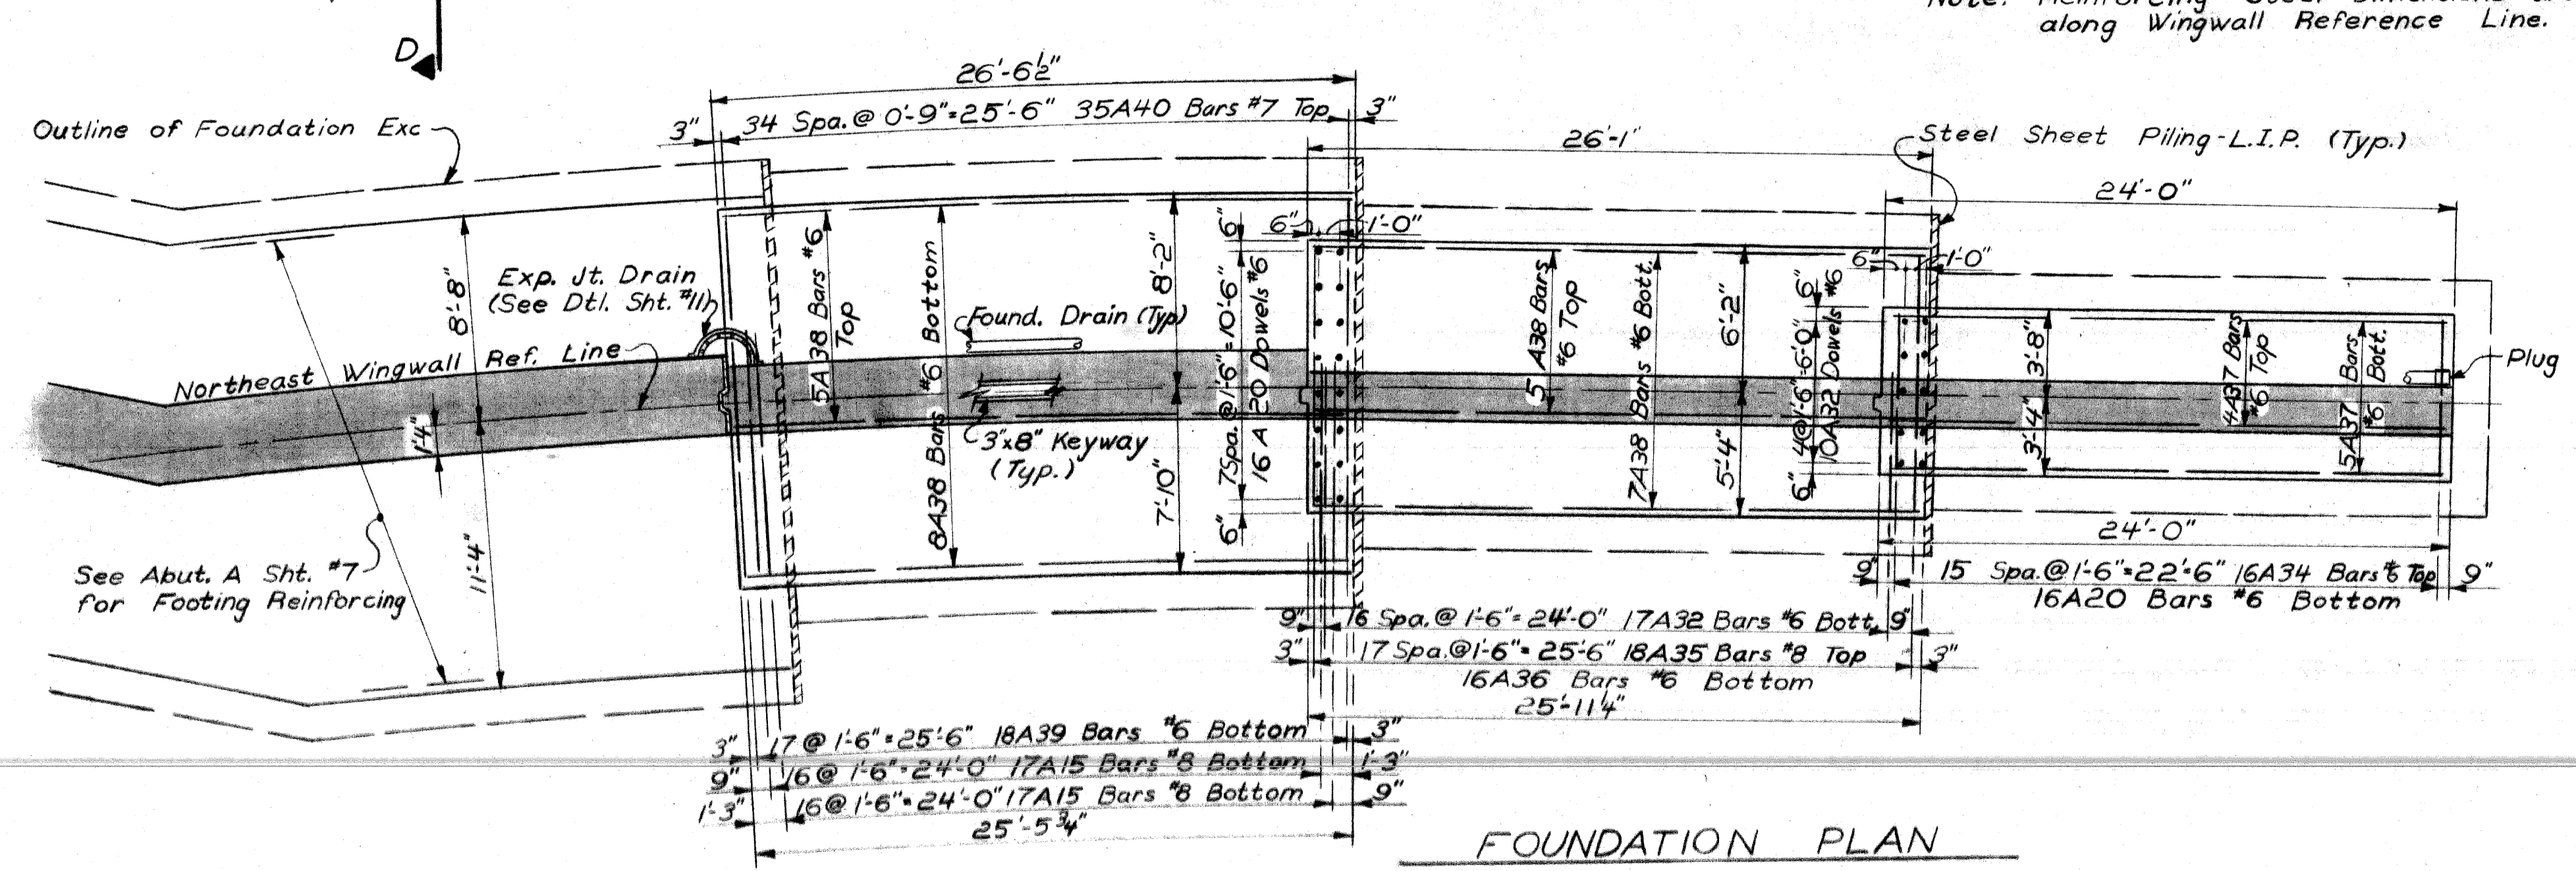 along Wingwall Reference Line.
D
26'-6½"
34 Spa.@ 0'-9"=25'-6" 35A40 Bars #7 Top
3"
3"
Outline of Foundation Exc
26'-1"
Steel Sheet Piling-L.I.P. (Typ.)
24'-0"
8'-8"
Exp. Jt. Drain
(See Dtl. Sht. #11)
5A38 Bars #6
Top
8A38 Bars #6 Bottom
Found. Drain (Typ)
8'-2"
6"
7Spa.@1'-6"=10'-6"
16 A 20 Dowels #6
6"
6"
1'-0"
5 A38 Bars
#6 Top
7A38 Bars #6 Bott.
6'-2"
6"
4@1'-6"=6'-0"
10A32 Dowels #6
6"
6"
1'-0"
3'-8"
4A37 Bars
#6 Top
5A37 Bars
#6 Bott.
Plug
Northeast Wingwall Ref. Line
1'4"
3"x8" Keyway
(Typ.)
7'-10"
5'-4"
3'-4"
11'-4"
See Abut. A Sht. #7
for Footing Reinforcing
24'-0"
9" 15 Spa.@1'-6"=22'-6" 16A34 Bars #6 Top 9"
16A20 Bars #6 Bottom
9" 16 Spa.@ 1'-6"=24'-0" 17A32 Bars #6 Bott. 9"
3" 17 Spa.@1'-6"=25'-6" 18A35 Bars #8 Top 3"
16A36 Bars #6 Bottom
25'-11¼"
3" 17@ 1'-6"=25'-6" 18A39 Bars #6 Bottom 3"
9" 16@ 1'-6"=24'-0" 17A15 Bars #8 Bottom 1'-3"
1'-3" 16@ 1'-6"=24'-0" 17A15 Bars #8 Bottom 9"
25'-5¾"
FOUNDATION PLAN